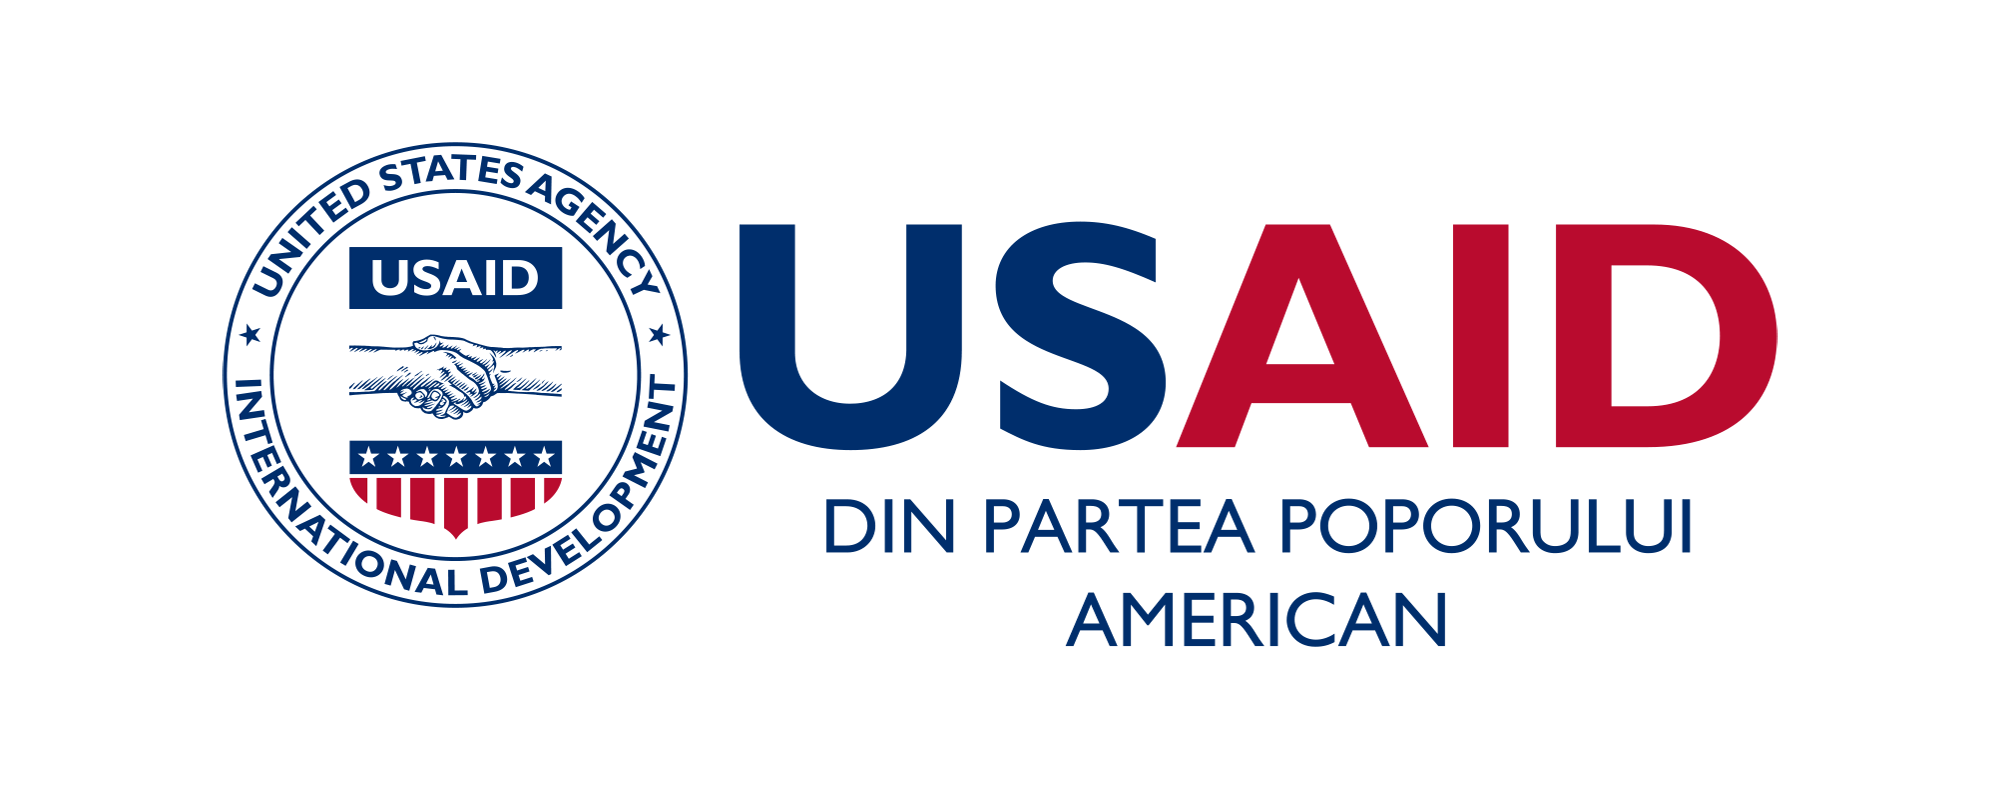 UNITED STATES AGENCY
USAID
INTERNATIONAL DEVELOPMENT
USAID
DIN PARTEA POPORULUI
AMERICAN